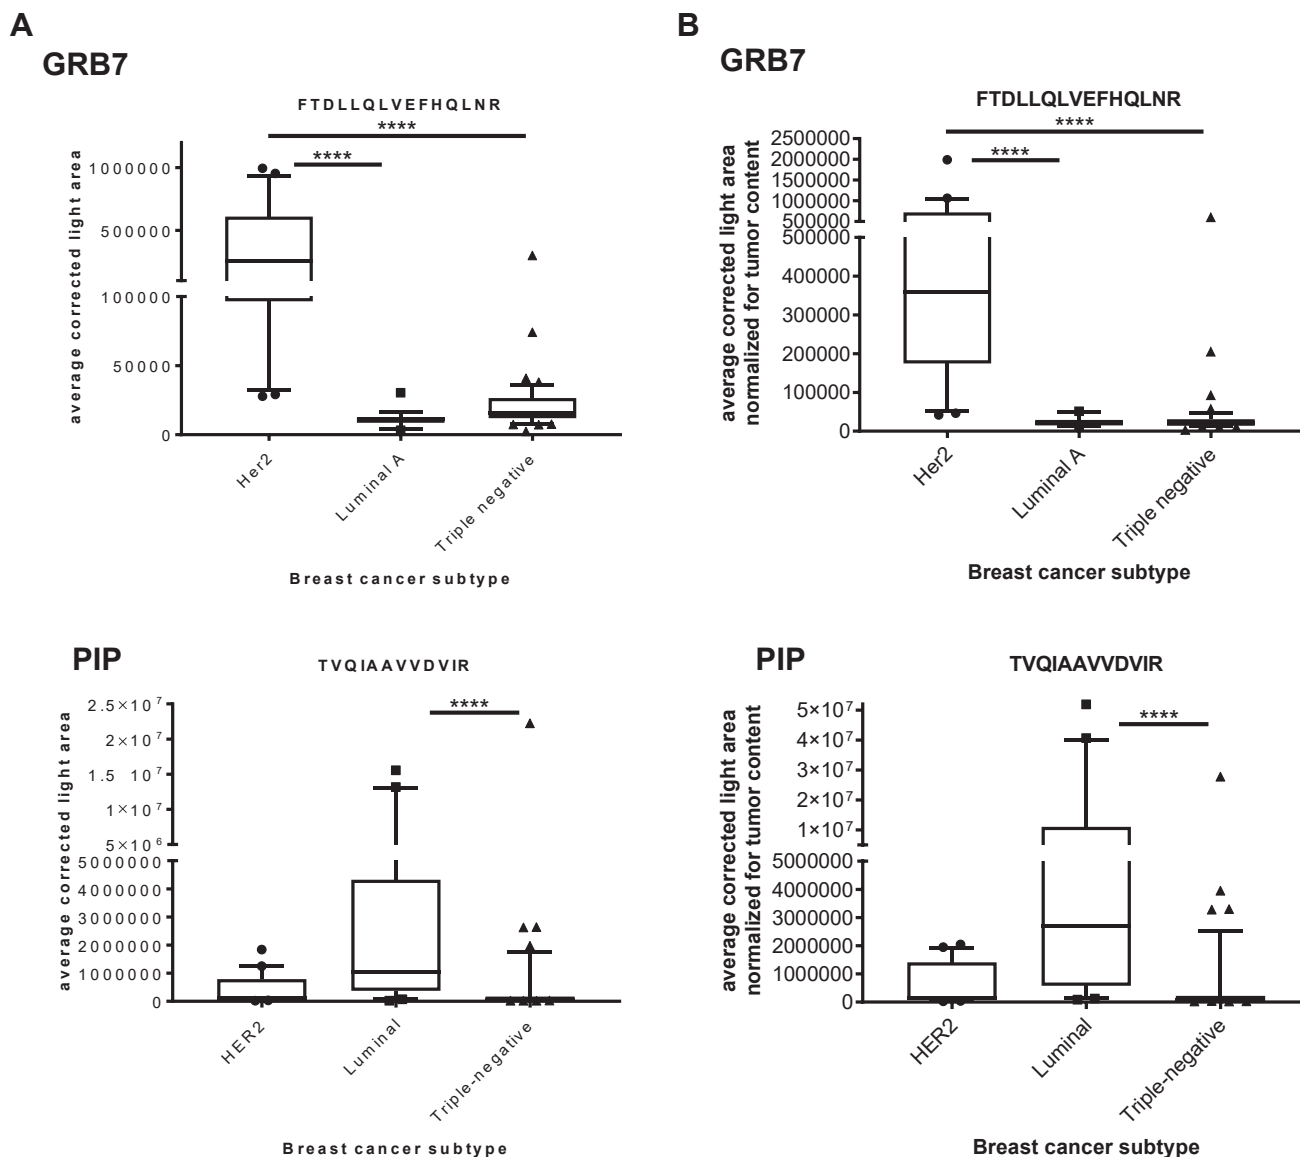 A
GRB7
FTDLLQLVEFHQLNR
****
****
average corrected light area
1000000
500000
100000
50000
0
Her2
Luminal A
Triple negative
Breast cancer subtype
B
GRB7
FTDLLQLVEFHQLNR
****
****
average corrected light area
normalized for tumor content
2500000
2000000
1500000
1000000
500000
500000
400000
300000
200000
100000
0
Her2
Luminal A
Triple negative
Breast cancer subtype
PIP
TVQIAAVVDVIR
****
average corrected light area
2.5×10⁷
2×10⁷
1.5 10⁷
1×10⁷
5×10⁶
5000000
4000000
3000000
2000000
1000000
0
HER2
Luminal
Triple-negative
Breast cancer subtype
PIP
TVQIAAVVDVIR
****
average corrected light area
normalized for tumor content
5×10⁷
4×10⁷
3×10⁷
2×10⁷
1×10⁷
5000000
4000000
3000000
2000000
1000000
0
HER2
Luminal
Triple-negative
Breast cancer subtype